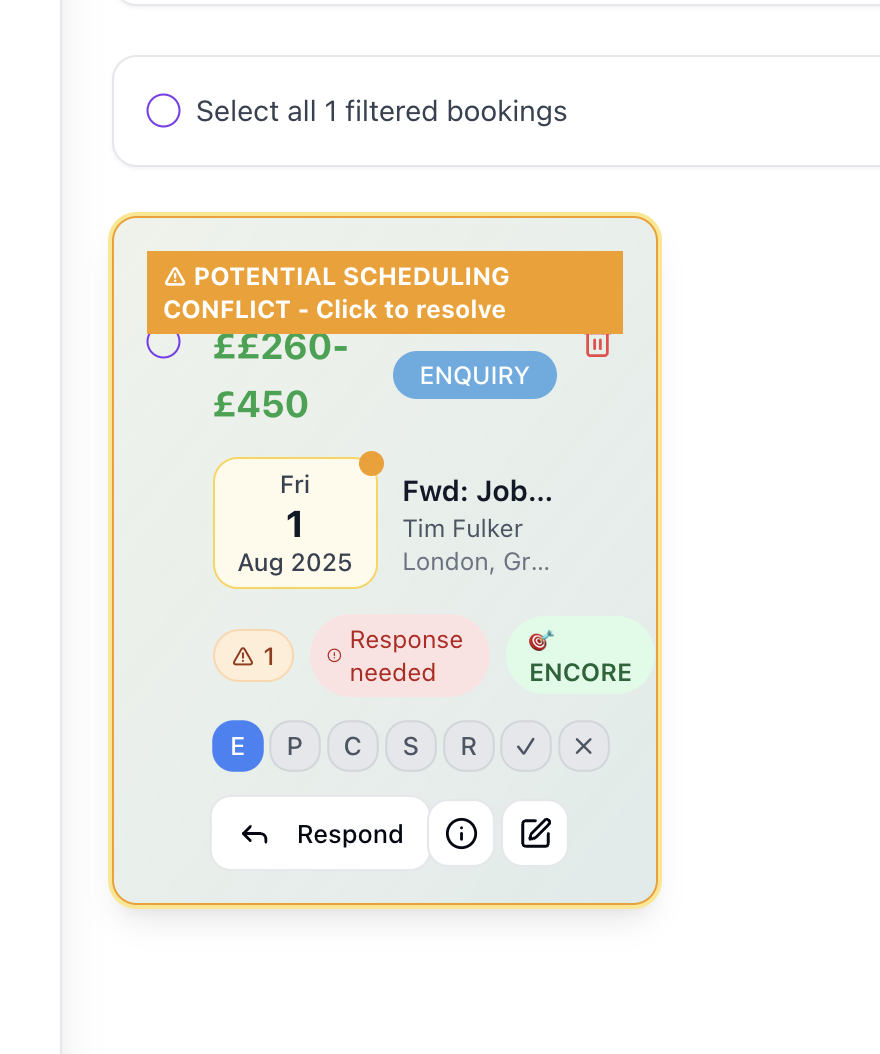 Select all 1 filtered bookings
POTENTIAL SCHEDULING
CONFLICT - Click to resolve
££260-
£450
ENQUIRY
Fri
1
Aug 2025
Fwd: Job...
Tim Fulker
London, Gr...
1
Response
needed
ENCORE
E P C S R
Respond